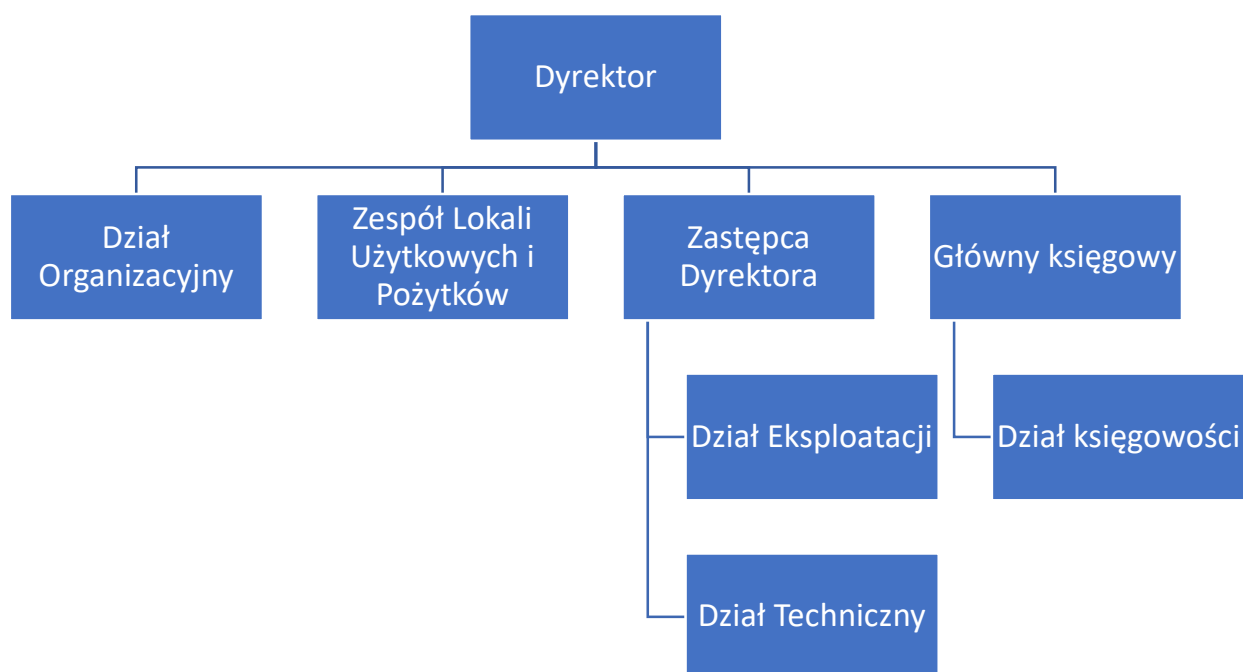 Dyrektor
Dział
Organizacyjny
Zespół Lokali
Użytkowych i
Pożytków
Zastępca
Dyrektora
Główny księgowy
Dział Eksploatacji
Dział księgowości
Dział Techniczny